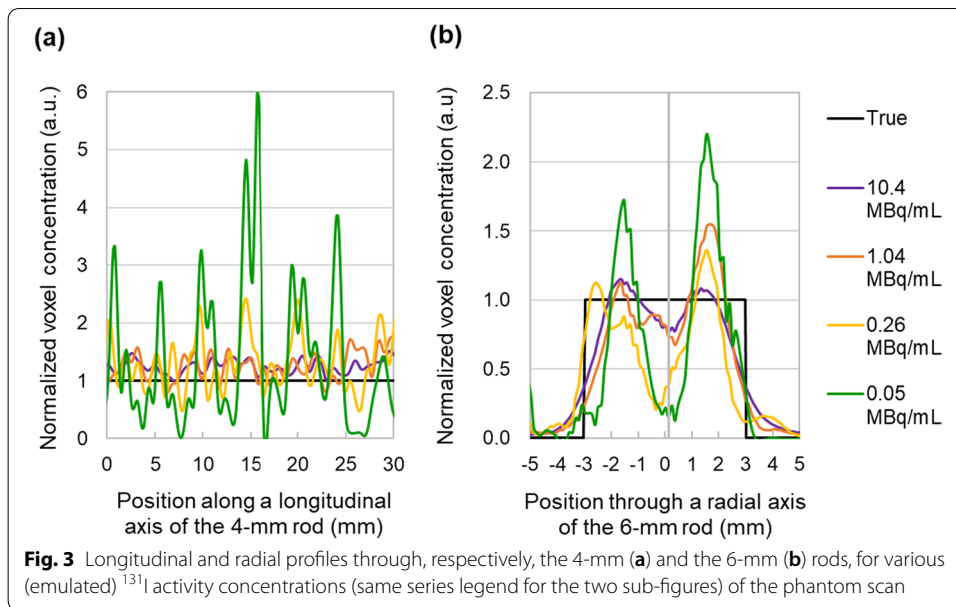 (a)
Normalized voxel concentration (a.u.)
6
5
4
3
2
1
0
0
5
10
15
20
25
30
Position along a longitudinal
axis of the 4-mm rod (mm)
(b)
Normalized voxel concentration (a.u)
2.5
2.0
1.5
1.0
0.5
0.0
-5 -4 -3 -2 -1 0 1 2 3 4 5
Position through a radial axis
of the 6-mm rod (mm)
True
10.4
MBq/mL
1.04
MBq/mL
0.26
MBq/mL
0.05
MBq/mL
Fig. 3 Longitudinal and radial profiles through, respectively, the 4-mm (a) and the 6-mm (b) rods, for various
(emulated) ¹³¹I activity concentrations (same series legend for the two sub-figures) of the phantom scan